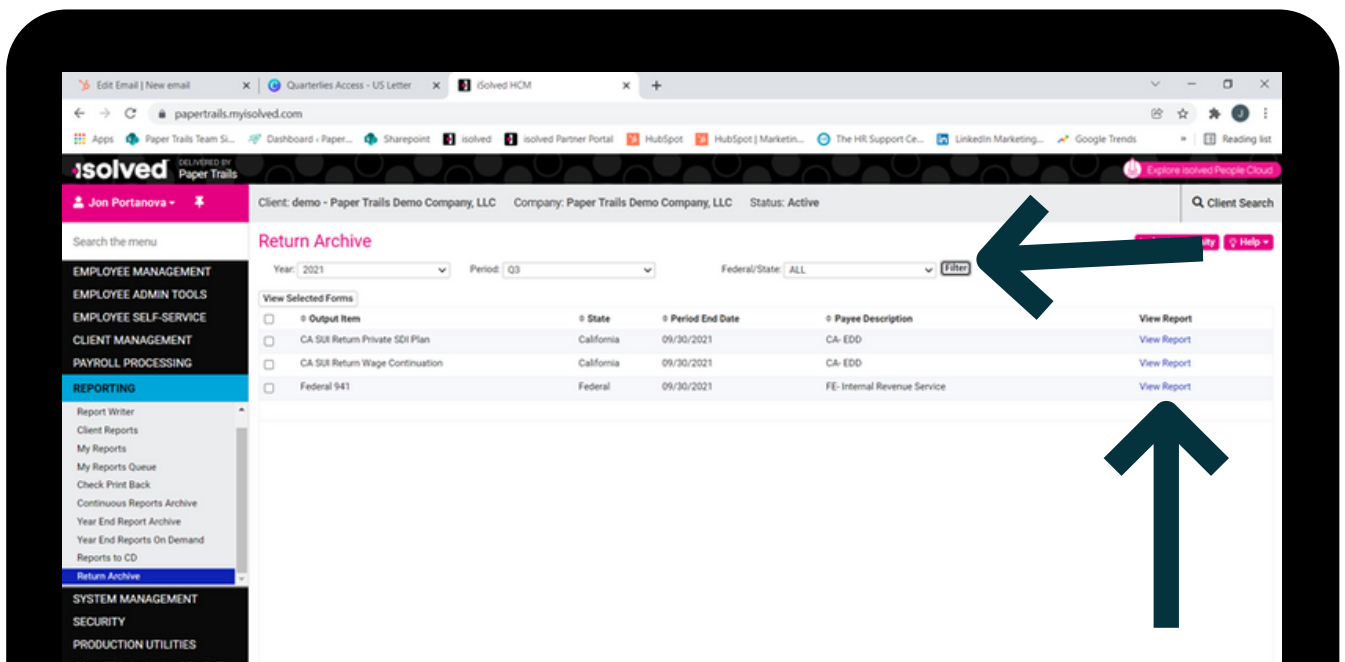 Edit Email | New email
Quarterlies Access - US Letter
iSolved HCM
papertrails.myisolved.com
Apps Paper Trails Team Si... Dashboard ‹ Paper... Sharepoint isolved isolved Partner Portal HubSpot HubSpot | Marketin... The HR Support Ce... LinkedIn Marketing... Google Trends » Reading list
isolved DELIVERED BY Paper Trails
Explore isolved People Cloud
Jon Portanova
Client: demo - Paper Trails Demo Company, LLC Company: Paper Trails Demo Company, LLC Status: Active
Client Search
Search the menu
Return Archive
Help
Year: 2021 Period: Q3 Federal/State: ALL Filter
View Selected Forms
Output Item State Period End Date Payee Description View Report
CA SUI Return Private SDI Plan California 09/30/2021 CA- EDD View Report
CA SUI Return Wage Continuation California 09/30/2021 CA- EDD View Report
Federal 941 Federal 09/30/2021 FE- Internal Revenue Service View Report
EMPLOYEE MANAGEMENT
EMPLOYEE ADMIN TOOLS
EMPLOYEE SELF-SERVICE
CLIENT MANAGEMENT
PAYROLL PROCESSING
REPORTING
Report Writer
Client Reports
My Reports
My Reports Queue
Check Print Back
Continuous Reports Archive
Year End Report Archive
Year End Reports On Demand
Reports to CD
Return Archive
SYSTEM MANAGEMENT
SECURITY
PRODUCTION UTILITIES